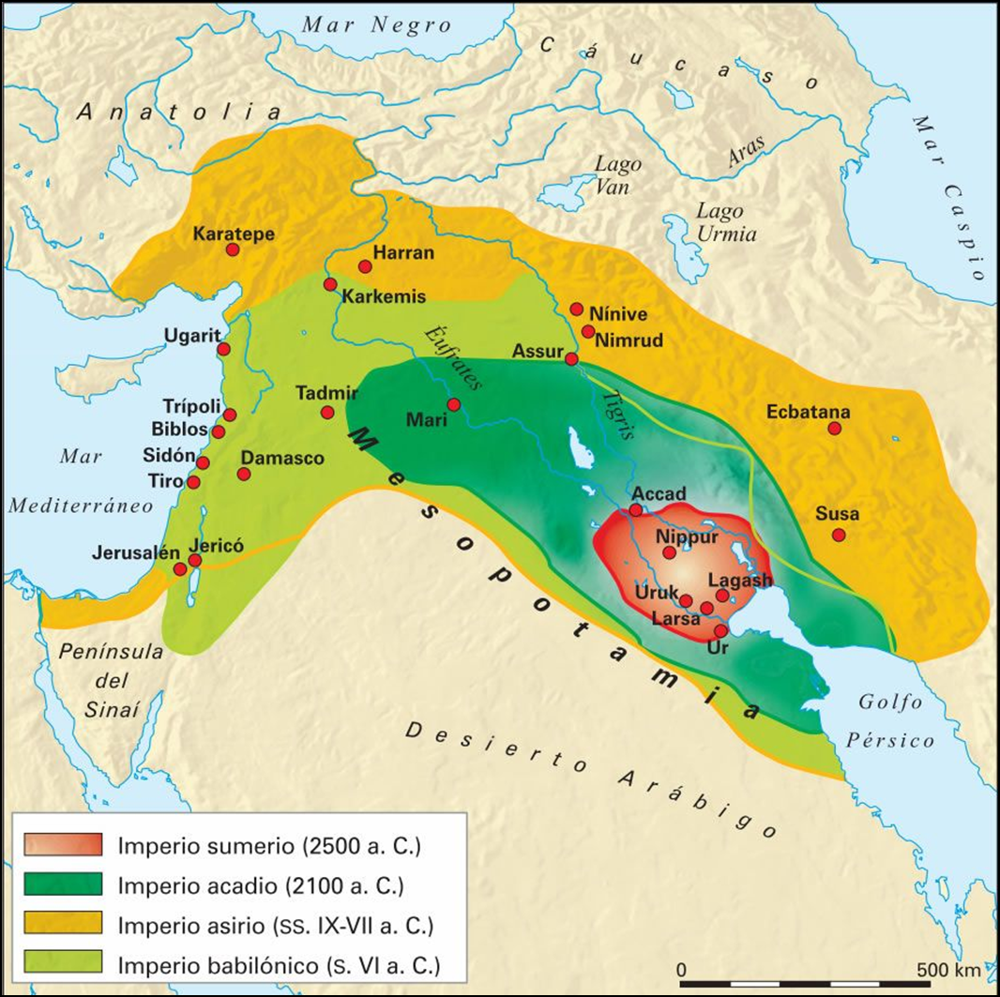 Mar Negro
Cáucaso
Anatolia
Mar Caspio
Aras
Lago
Van
Lago
Urmia
Karatepe
Harran
Karkemis
Nínive
Nimrud
Assur
Éufrates
Tigris
Ugarit
Tadmir
Mari
Ecbatana
Trípoli
Biblos
Sidón
Damasco
Tiro
Mar
Mediterráneo
Mesopotamia
Accad
Susa
Nippur
Jerusalén
Jericó
Lagash
Uruk
Larsa
Ur
Península
del
Sinaí
Golfo
Pérsico
Desierto Arábigo
Imperio sumerio (2500 a. C.)
Imperio acadio (2100 a. C.)
Imperio asirio (SS. IX-VII a. C.)
Imperio babilónico (S. VI a. C.)
0 500 km